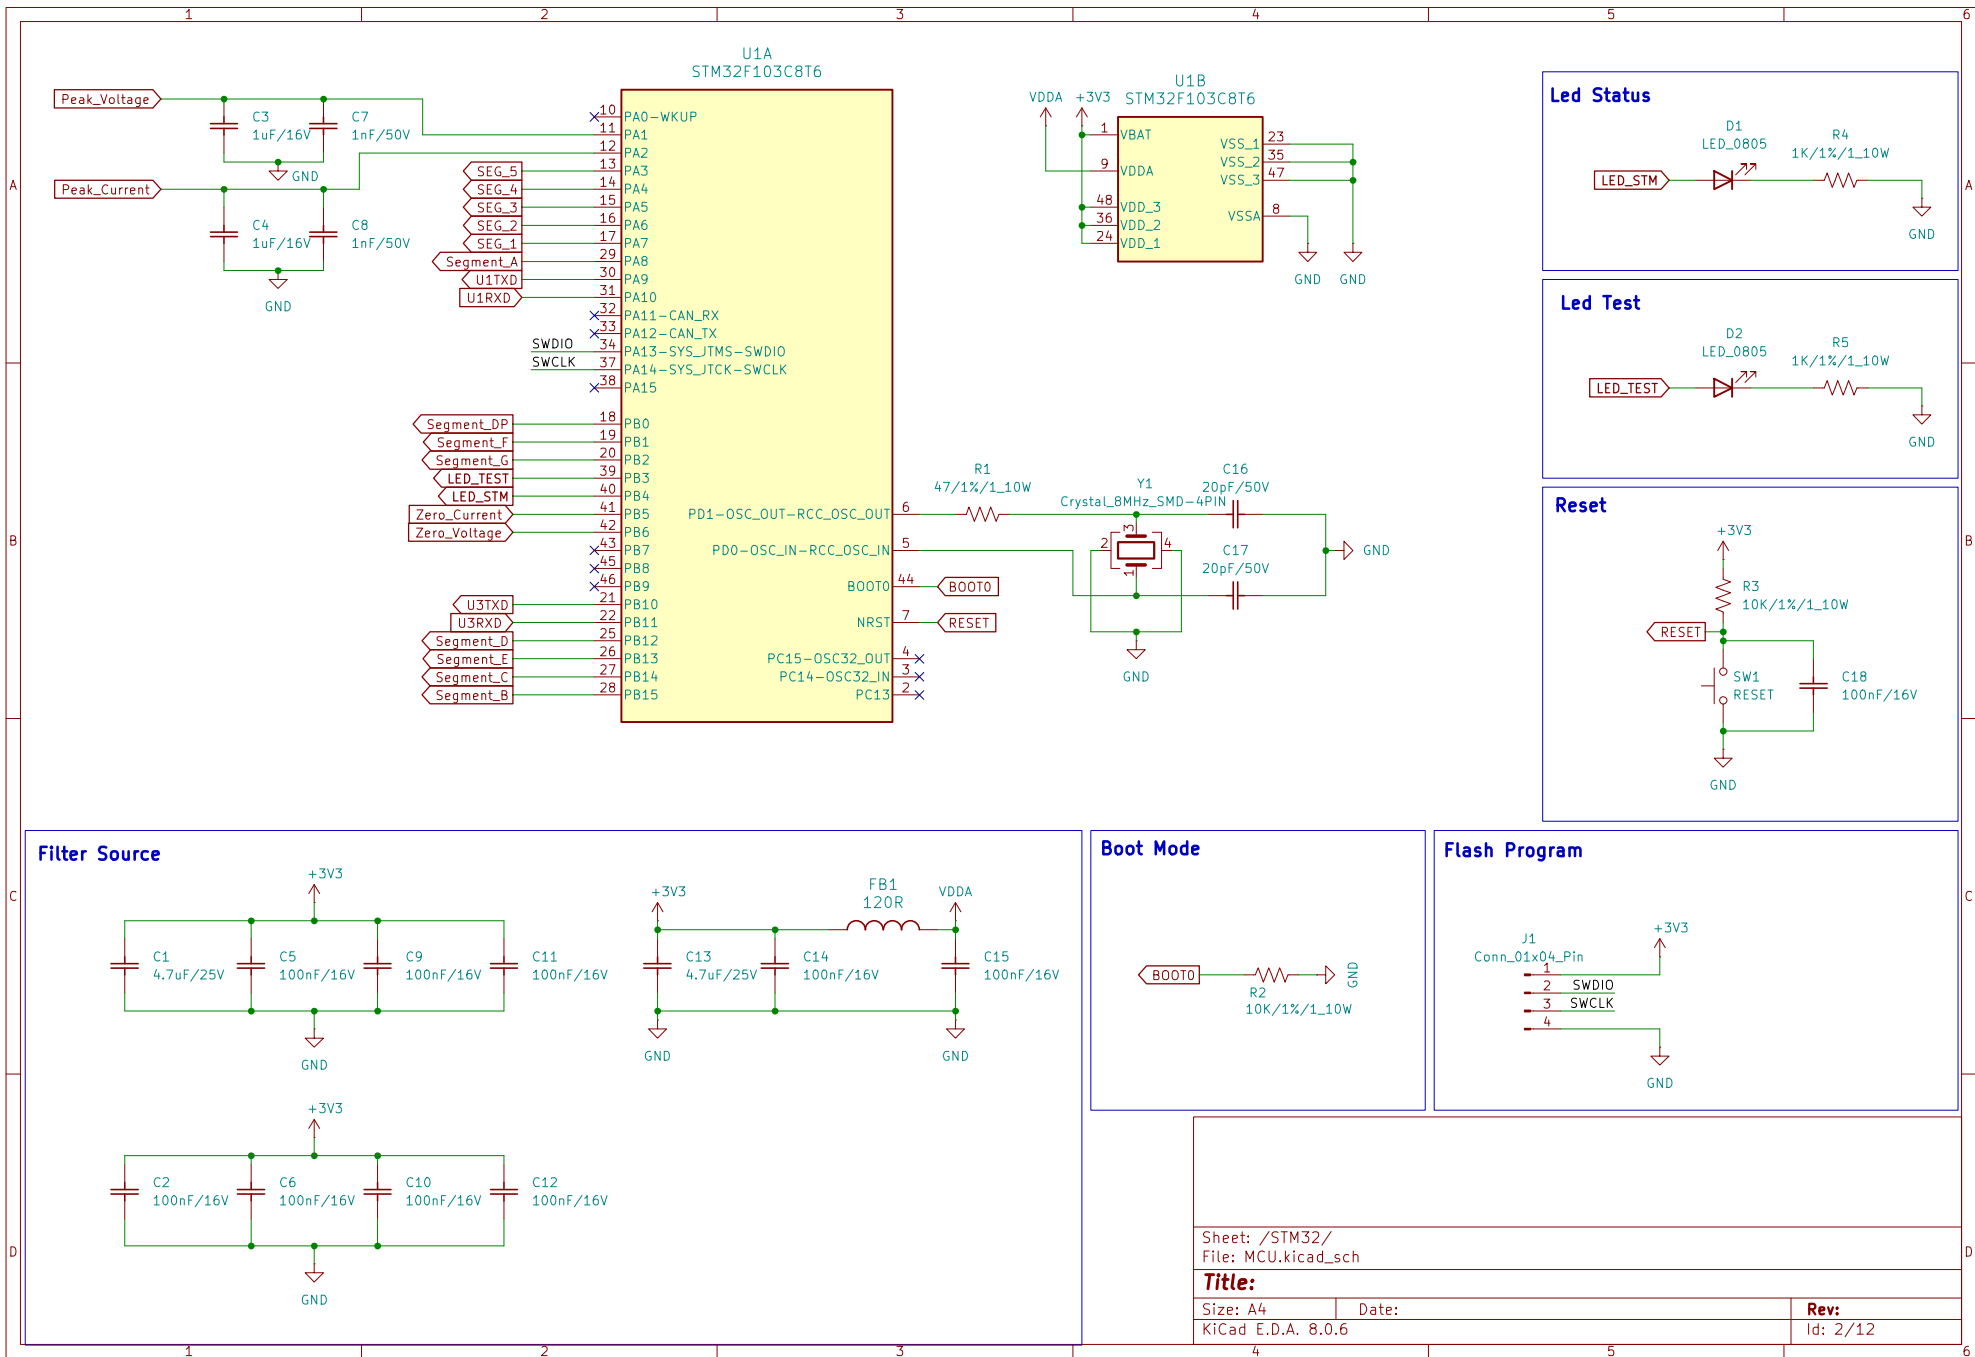 1 2 3 4 5 6
A
B
C
D
U1A
STM32F103C8T6
Peak_Voltage
C3
1uF/16V
C7
1nF/50V
GND
Peak_Current
C4
1uF/16V
C8
1nF/50V
GND
10 PA0-WKUP
11 PA1
12 PA2
SEG_5 13 PA3
SEG_4 14 PA4
SEG_3 15 PA5
SEG_2 16 PA6
SEG_1 17 PA7
Segment_A 29 PA8
U1TXD 30 PA9
U1RXD 31 PA10
32 PA11-CAN_RX
33 PA12-CAN_TX
SWDIO 34 PA13-SYS_JTMS-SWDIO
SWCLK 37 PA14-SYS_JTCK-SWCLK
38 PA15
Segment_DP 18 PB0
Segment_F 19 PB1
Segment_G 20 PB2
LED_TEST 39 PB3
LED_STM 40 PB4
Zero_Current 41 PB5
Zero_Voltage 42 PB6
43 PB7
45 PB8
46 PB9
U3TXD 21 PB10
U3RXD 22 PB11
Segment_D 25 PB12
Segment_E 26 PB13
Segment_C 27 PB14
Segment_B 28 PB15
PD1-OSC_OUT-RCC_OSC_OUT 6
PD0-OSC_IN-RCC_OSC_IN 5
BOOT0 44 BOOT0
NRST 7 RESET
PC15-OSC32_OUT 4
PC14-OSC32_IN 3
PC13 2
R1
47/1%/1_10W
Y1
Crystal_8MHz_SMD-4PIN
3
2
4
1
C16
20pF/50V
C17
20pF/50V
GND
GND
U1B
STM32F103C8T6
VDDA +3V3
1 VBAT
9 VDDA
48 VDD_3
36 VDD_2
24 VDD_1
VSS_1 23
VSS_2 35
VSS_3 47
VSSA 8
GND GND
Led Status
D1
LED_0805
R4
1K/1%/1_10W
LED_STM
GND
Led Test
D2
LED_0805
R5
1K/1%/1_10W
LED_TEST
GND
Reset
+3V3
R3
10K/1%/1_10W
RESET
SW1
RESET
C18
100nF/16V
GND
Filter Source
+3V3
C1
4.7uF/25V
C5
100nF/16V
C9
100nF/16V
C11
100nF/16V
GND
+3V3
FB1
120R
VDDA
C13
4.7uF/25V
C14
100nF/16V
C15
100nF/16V
GND
GND
+3V3
C2
100nF/16V
C6
100nF/16V
C10
100nF/16V
C12
100nF/16V
GND
Boot Mode
BOOT0
R2
10K/1%/1_10W
GND
Flash Program
+3V3
J1
Conn_01x04_Pin
1
2 SWDIO
3 SWCLK
4
GND
Sheet: /STM32/
File: MCU.kicad_sch
Title:
Size: A4 Date: Rev:
KiCad E.D.A. 8.0.6 Id: 2/12
A
B
C
D
1 2 3 4 5 6